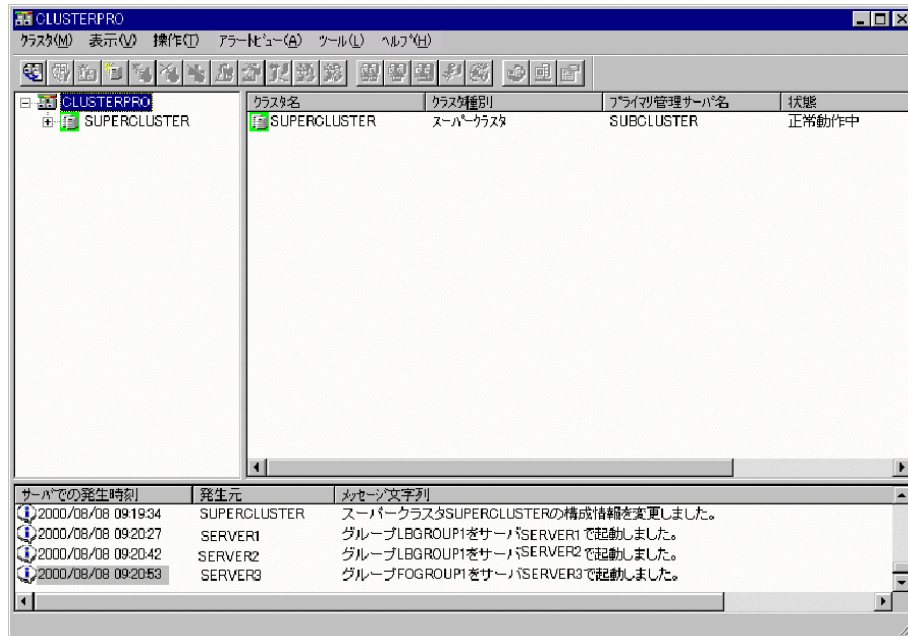 CLUSTERPRO
クラスタ(M) 表示(V) 操作(T) アラートビュー(A) ツール(L) ヘルプ(H)
CLUSTERPRO
SUPERCLUSTER
クラスタ名 クラスタ種別 プライマリ管理サーバ名 状態
SUPERCLUSTER スーパークラスタ SUBCLUSTER 正常動作中
サーバでの発生時刻 発生元 メッセージ文字列
2000/08/08 09:19:34 SUPERCLUSTER スーパークラスタSUPERCLUSTERの構成情報を変更しました。
2000/08/08 09:20:27 SERVER1 グループLBGROUP1をサーバSERVER1で起動しました。
2000/08/08 09:20:42 SERVER2 グループLBGROUP1をサーバSERVER2で起動しました。
2000/08/08 09:20:53 SERVER3 グループFOGROUP1をサーバSERVER3で起動しました。